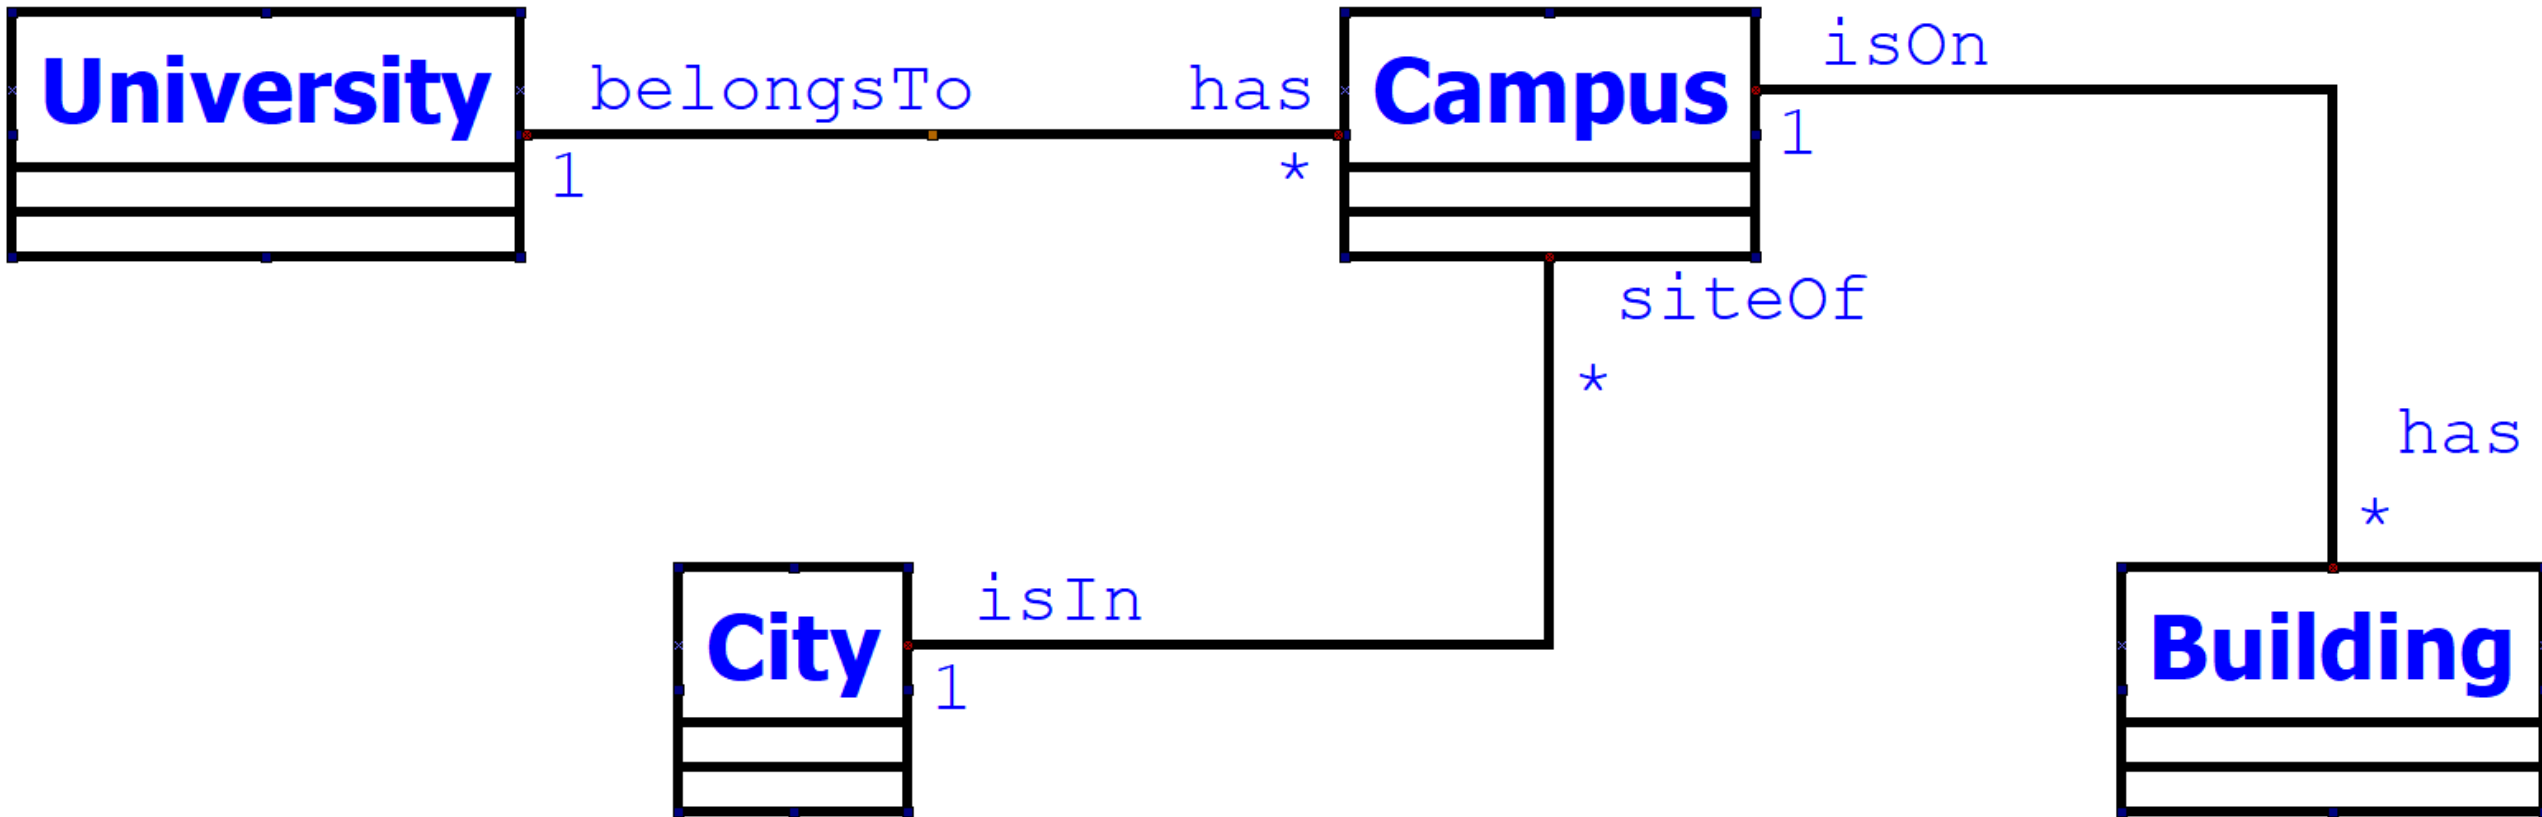 University
belongsTo
has
1
*
Campus
isOn
1
siteOf
*
has
*
City
isIn
1
Building